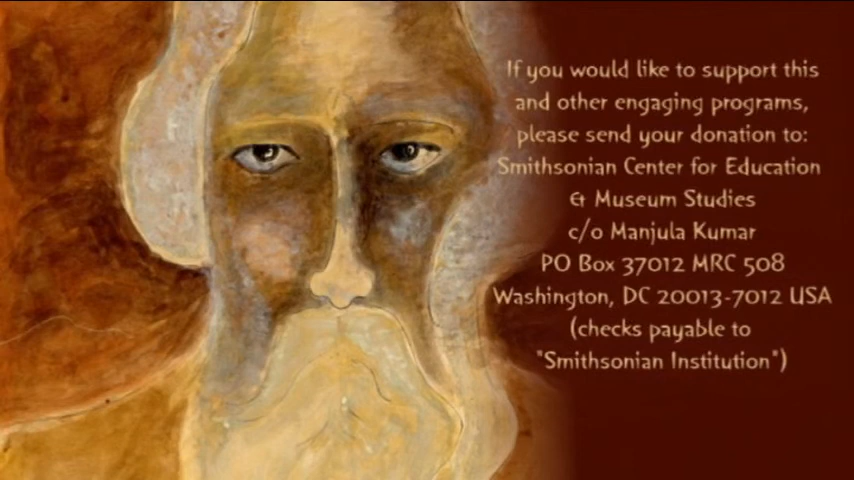 If you would like to support this
and other engaging programs,
please send your donation to:
Smithsonian Center for Education
& Museum Studies
c/o Manjula Kumar
PO Box 37012 MRC 508
Washington, DC 20013-7012 USA
(checks payable to
"Smithsonian Institution")